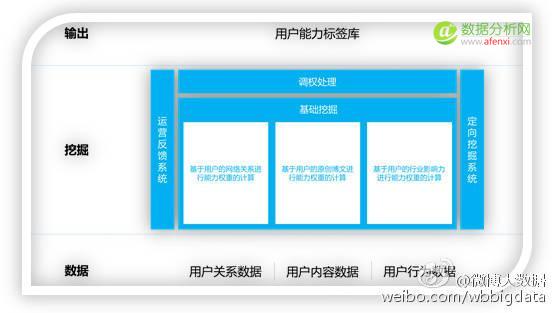 输出
用户能力标签库
数据分析网
www.afenxi.com
挖掘
运营反馈系统
调权处理
基础挖掘
基于用户的网络关系进行能力权重的计算
基于用户的原创博文进行能力权重的计算
基于用户的行业影响力进行能力权重的计算
定向挖掘系统
数据
用户关系数据
用户内容数据
用户行为数据
@微博大数据
weibo.com/wbbigdata